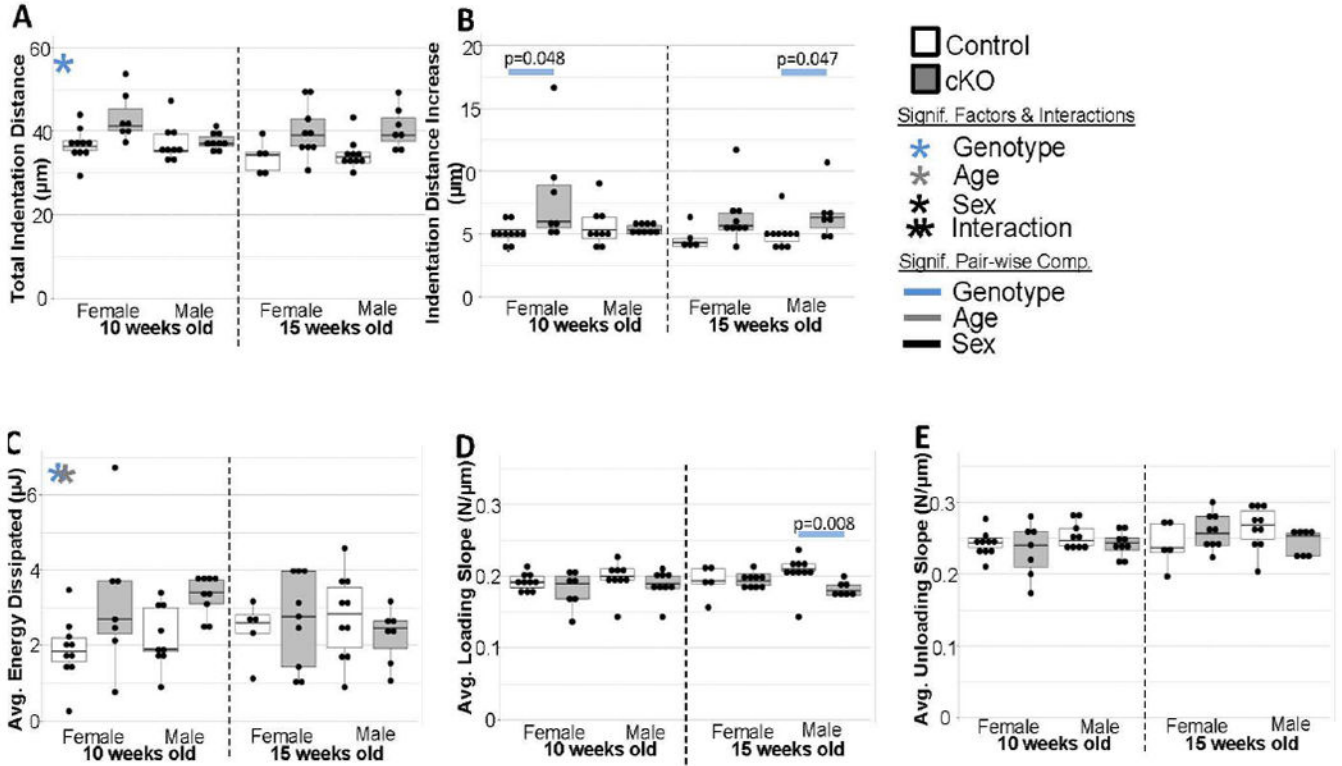 A
Total Indentation Distance
(µm)
60
40
20
0
Female
Male
Female
Male
10 weeks old
15 weeks old
B
Indentation Distance Increase
(µm)
20
15
10
5
0
p=0.048
p=0.047
Female
Male
Female
Male
10 weeks old
15 weeks old
Control
cKO
Signif. Factors & Interactions
Genotype
Age
Sex
Interaction
Signif. Pair-wise Comp.
Genotype
Age
Sex
C
Avg. Energy Dissipated (µJ)
6
4
2
0
Female
Male
Female
Male
10 weeks old
15 weeks old
D
Avg. Loading Slope (N/µm)
0.3
0.2
0.1
0
p=0.008
Female
Male
Female
Male
10 weeks old
15 weeks old
E
Avg. Unloading Slope (N/µm)
0.3
0.2
0.1
0
Female
Male
Female
Male
10 weeks old
15 weeks old